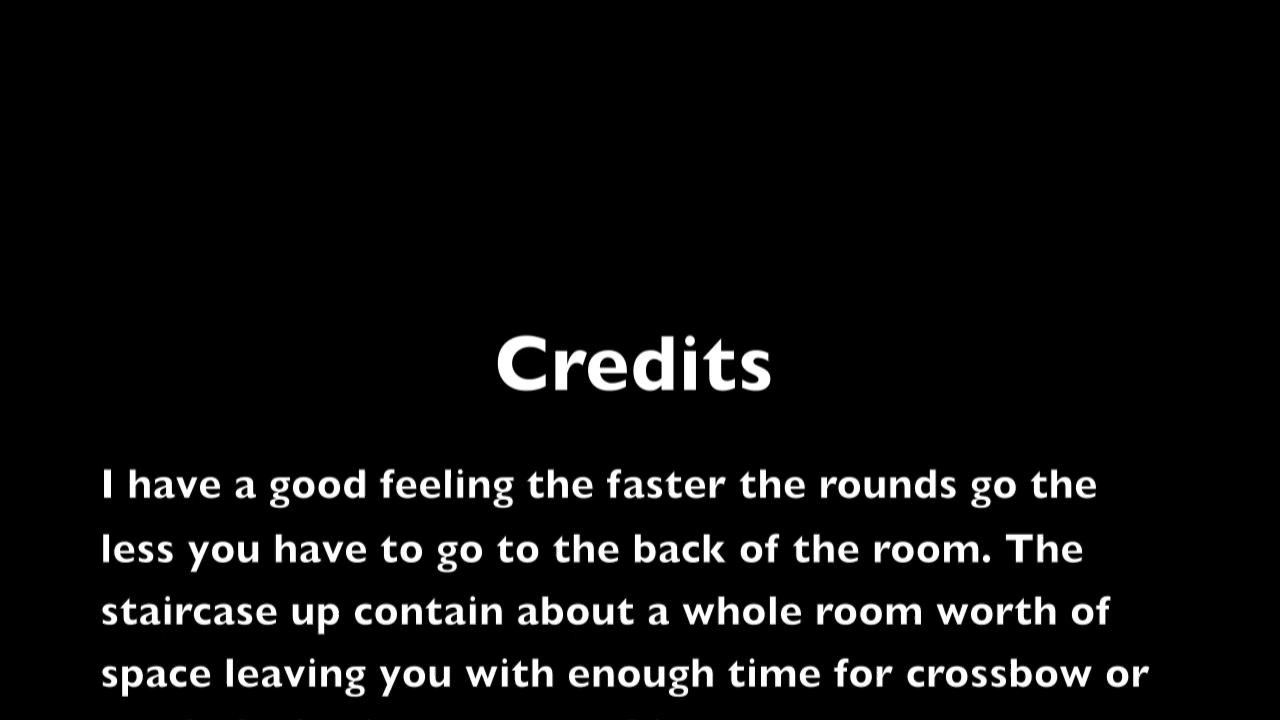 Credits
I have a good feeling the faster the rounds go the
less you have to go to the back of the room. The
staircase up contain about a whole room worth of
space leaving you with enough time for crossbow or